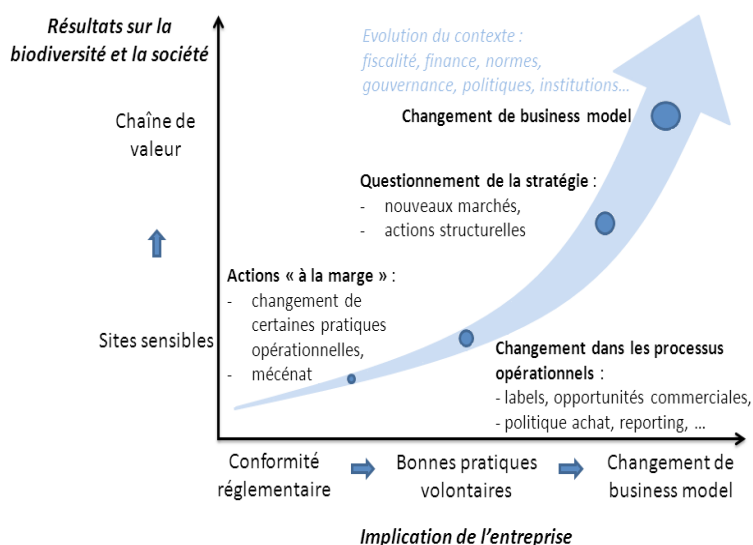 Résultats sur la
biodiversité et la société
Evolution du contexte :
fiscalité, finance, normes,
gouvernance, politiques, institutions…
Chaîne de
valeur
Changement de business model
Questionnement de la stratégie :
- nouveaux marchés,
- actions structurelles
Actions « à la marge » :
- changement de
certaines pratiques
opérationnelles,
- mécénat
Sites sensibles
Changement dans les processus
opérationnels :
- labels, opportunités commerciales,
- politique achat, reporting, …
Conformité
réglementaire
Bonnes pratiques
volontaires
Changement de
business model
Implication de l’entreprise